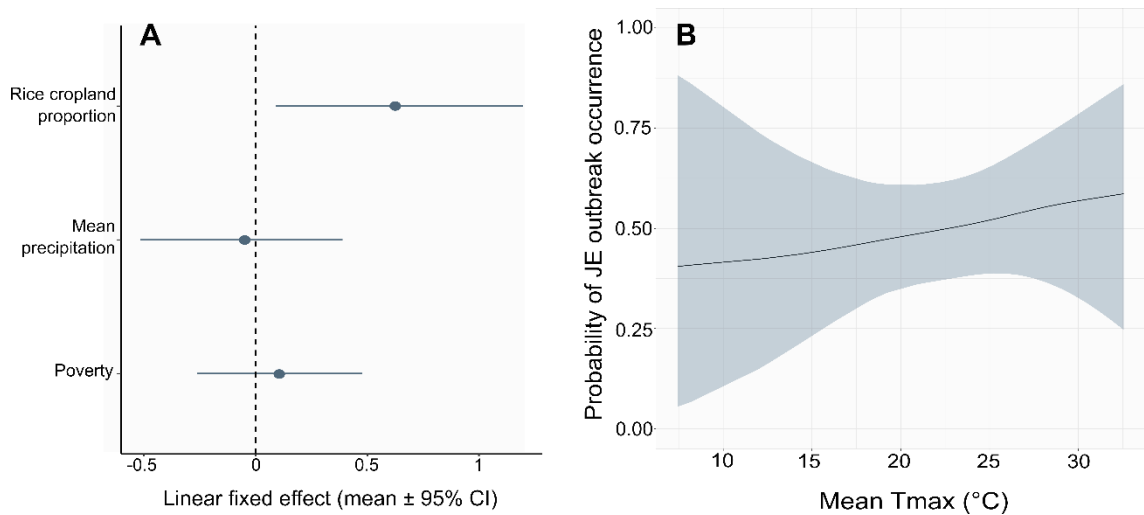 A
Rice cropland
proportion
Mean
precipitation
Poverty
-0.5 0 0.5 1
Linear fixed effect (mean ± 95% CI)
B
Probability of JE outbreak occurrence
1.00
0.75
0.50
0.25
0.00
10 15 20 25 30
Mean Tmax (°C)